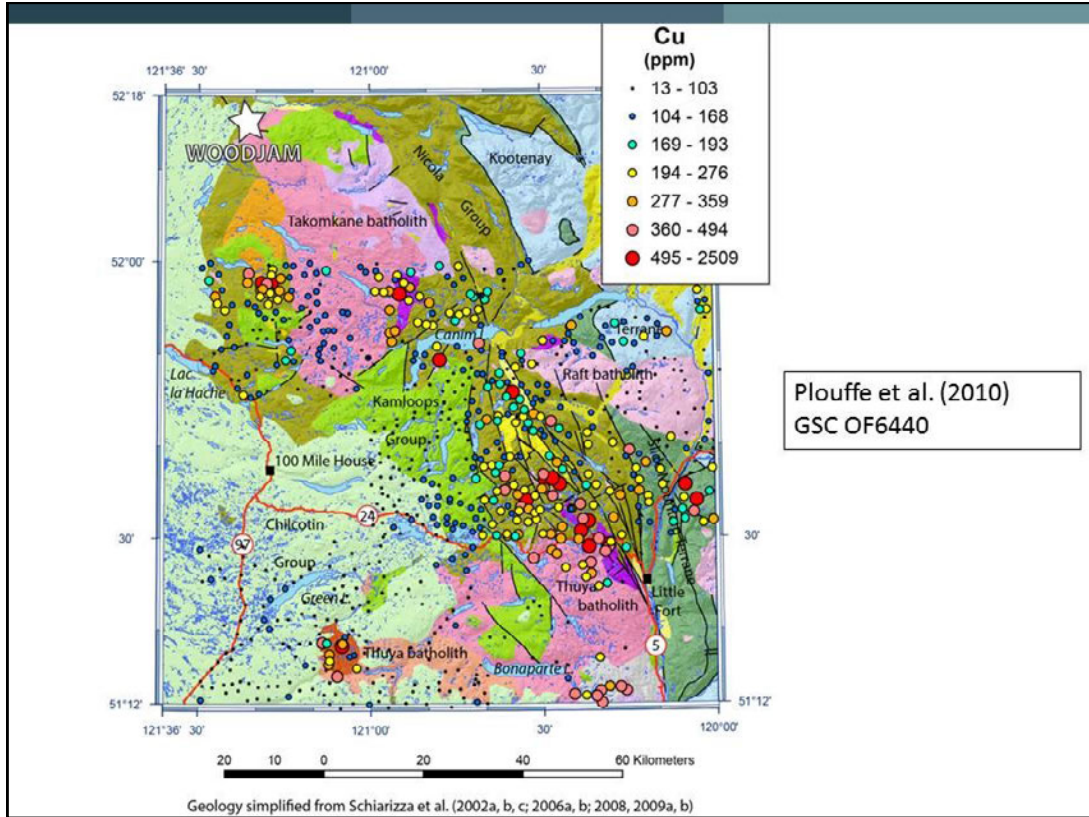 Cu
(ppm)
13 - 103
104 - 168
169 - 193
194 - 276
277 - 359
360 - 494
495 - 2509
121°36' 30'
121°00'
30'
52°18'
WOODJAM
Nicola
Group
Kootenay
Takomkane batholith
52°00'
Canim L.
Terrane
Raft batholith
Lac
la Hache
Kamloops
Group
100 Mile House
24
Chilcotin
30'
30'
97
Group
Green L.
Thuya
batholith
Little
Fort
5
Thuya batholith
Bonaparte L.
51°12'
51°12'
121°36' 30'
121°00'
30'
120°00'
20 10 0 20 40 60 Kilometers
Geology simplified from Schiarizza et al. (2002a, b, c; 2006a, b; 2008, 2009a, b)
Plouffe et al. (2010)
GSC OF6440